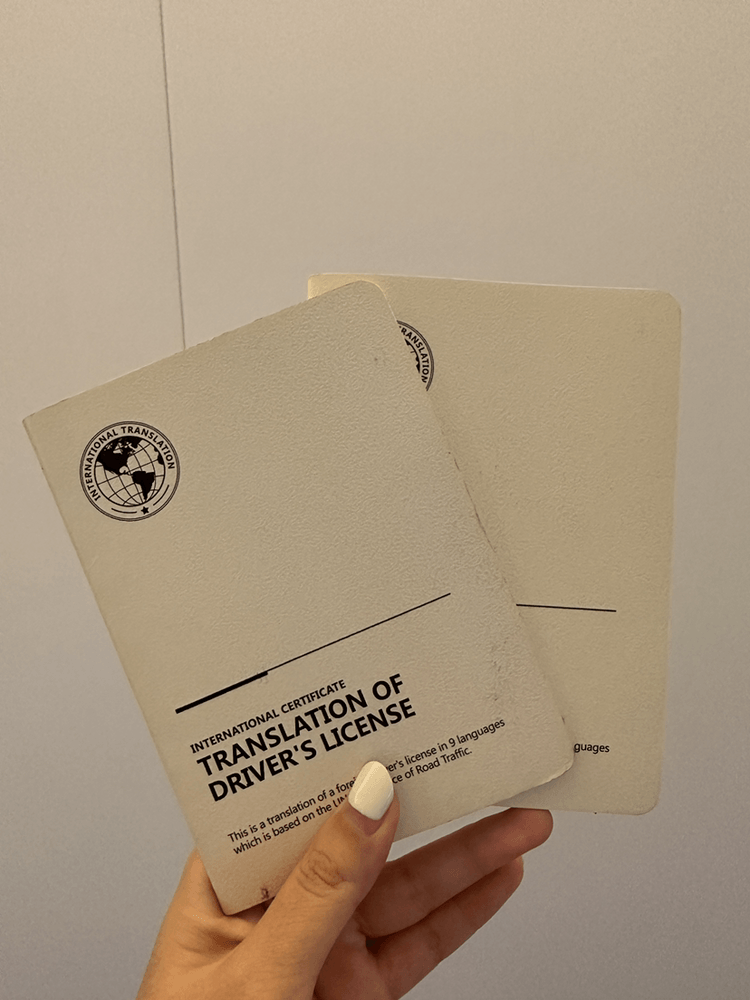 INTERNATIONAL TRANSLATION
INTERNATIONAL CERTIFICATE
TRANSLATION OF
DRIVER'S LICENSE
This is a translation of a license in 9 languages
which is based on the of Road Traffic.
TRANSLATION